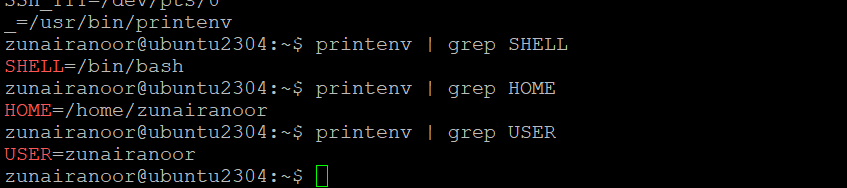 SSH_TTY=/dev/pts/0
_=/usr/bin/printenv
zunairanoor@ubuntu2304:~$ printenv | grep SHELL
SHELL=/bin/bash
zunairanoor@ubuntu2304:~$ printenv | grep HOME
HOME=/home/zunairanoor
zunairanoor@ubuntu2304:~$ printenv | grep USER
USER=zunairanoor
zunairanoor@ubuntu2304:~$